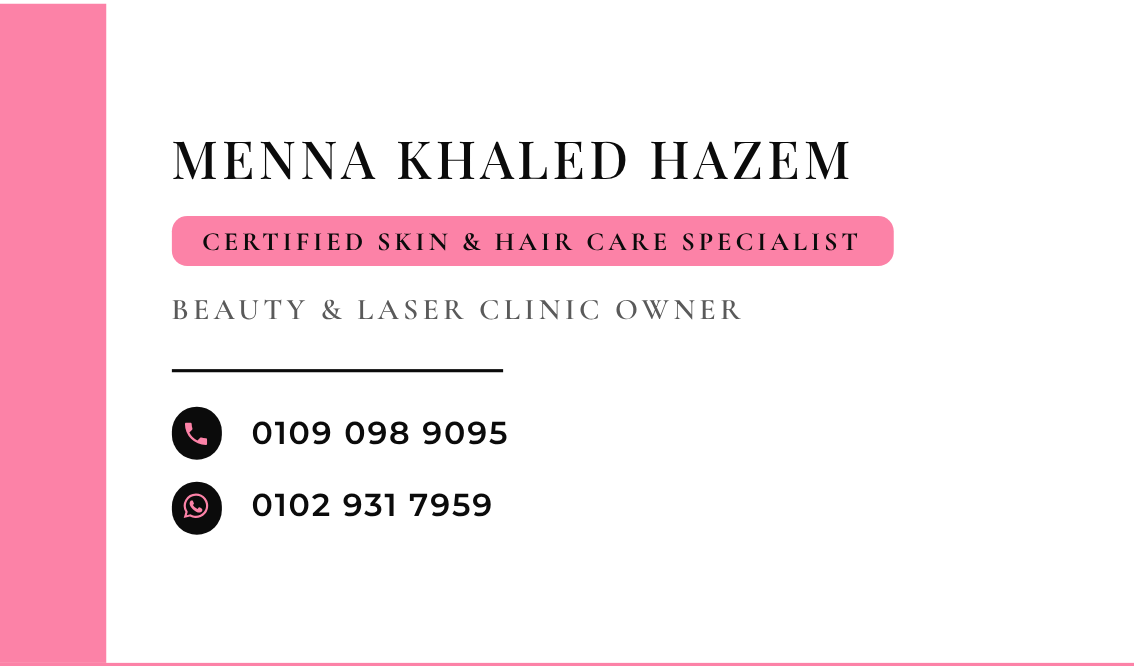 MENNA KHALED HAZEM
CERTIFIED SKIN & HAIR CARE SPECIALIST
BEAUTY & LASER CLINIC OWNER
0109 098 9095
0102 931 7959